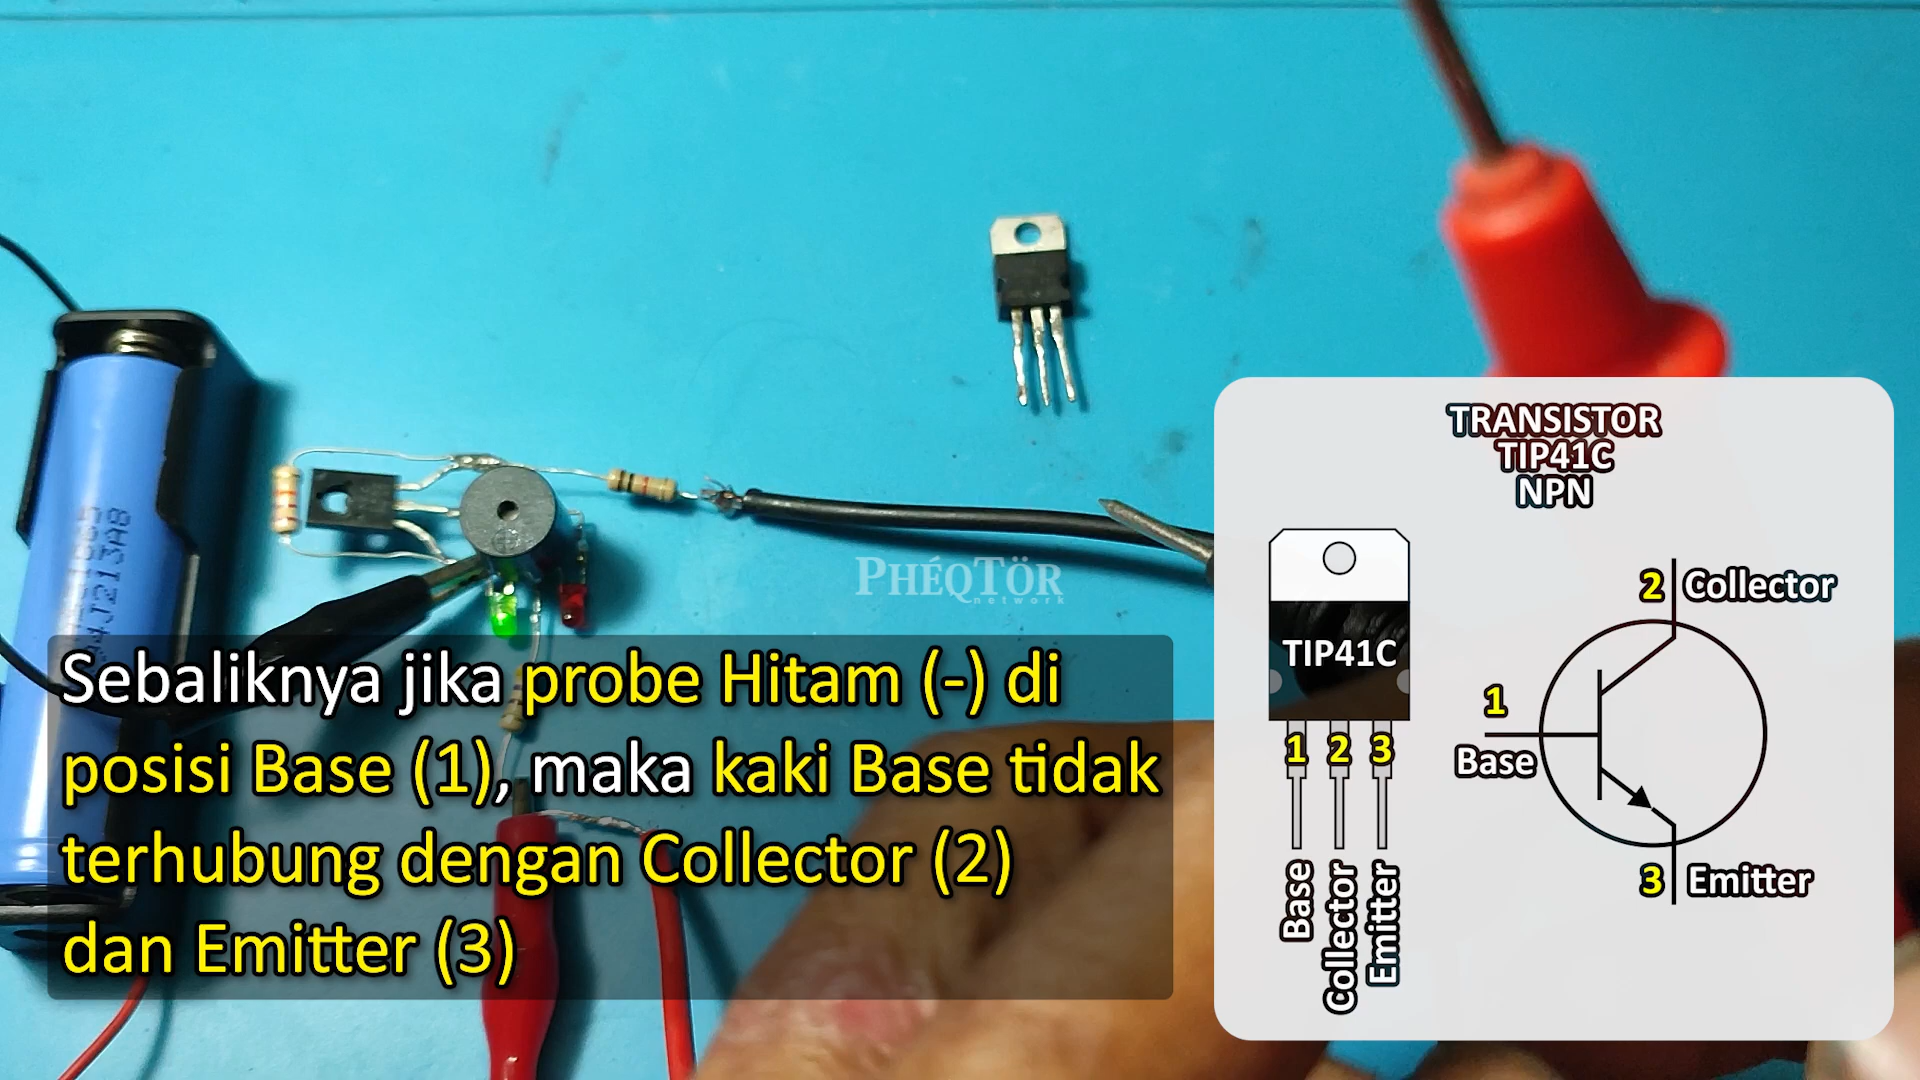 TRANSISTOR
TIP41C
NPN
TIP41C
1 2 3
Base
Collector
Emitter
2 Collector
1
Base
3 Emitter
PHÉQTÖR
network
Sebaliknya jika probe Hitam (-) di
posisi Base (1), maka kaki Base tidak
terhubung dengan Collector (2)
dan Emitter (3)